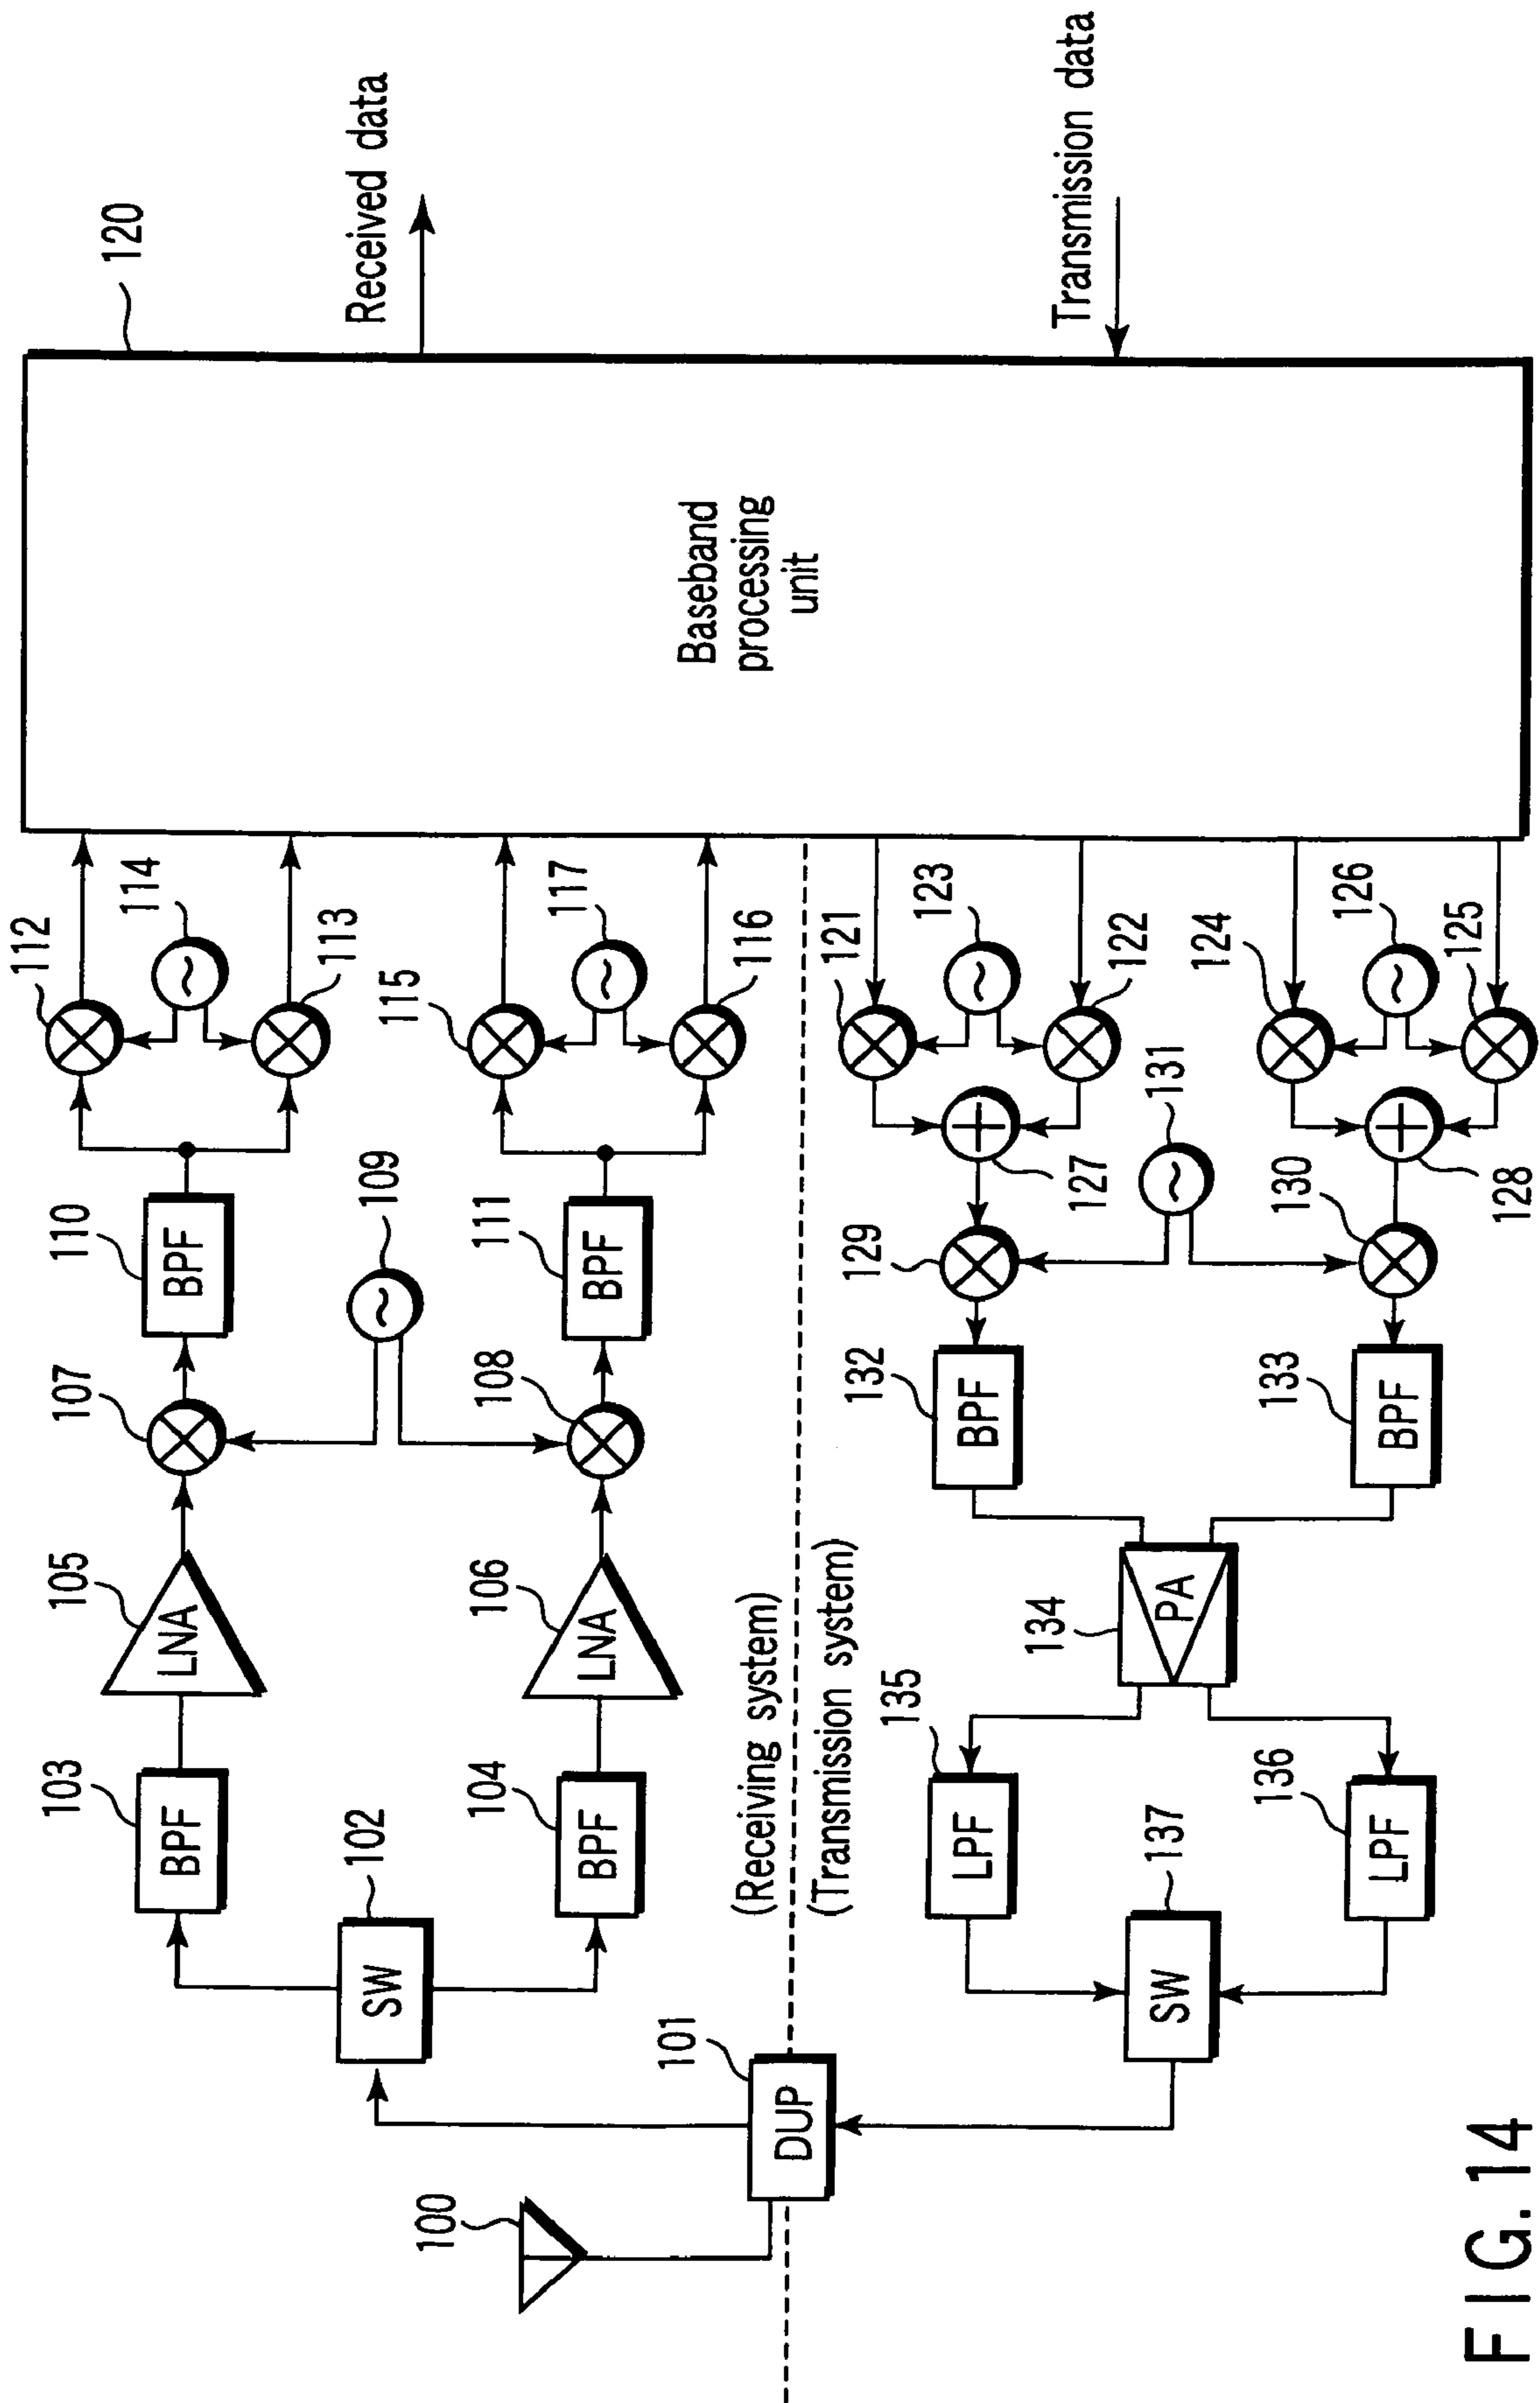 100
101
DUP
102
SW
103
BPF
104
BPF
105
LNA
106
LNA
107
108
109
110
BPF
111
BPF
112
113
114
115
116
117
120
Baseband
processing
unit
Received data
Transmission data
(Receiving system)
(Transmission system)
121
122
123
124
125
126
127
128
129
130
131
132
BPF
133
BPF
134
PA
135
LPF
136
LPF
137
SW
FIG. 14